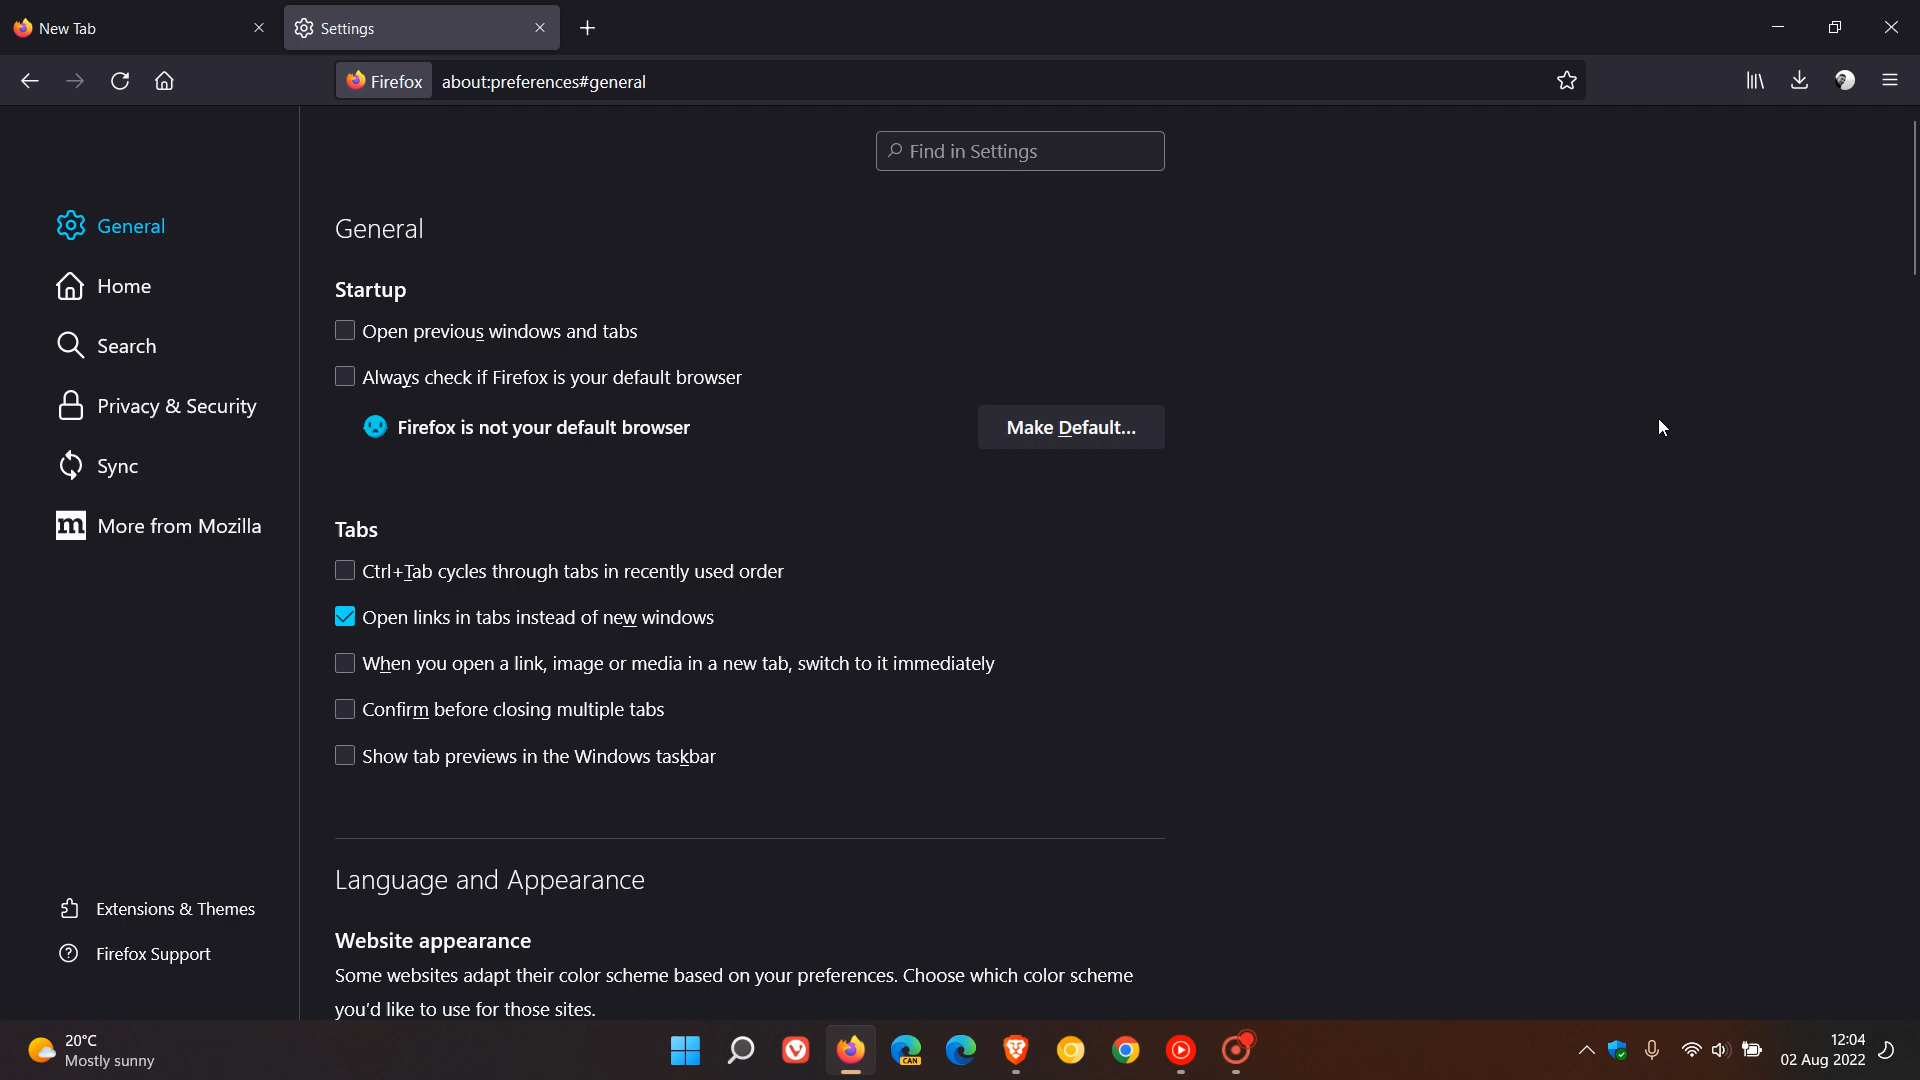 New Tab
Settings
Firefox
about:preferences#general
Find in Settings
General
Home
Search
Privacy & Security
Sync
More from Mozilla
Extensions & Themes
Firefox Support
General
Startup
Open previous windows and tabs
Always check if Firefox is your default browser
Firefox is not your default browser
Make Default...
Tabs
Ctrl+Tab cycles through tabs in recently used order
Open links in tabs instead of new windows
When you open a link, image or media in a new tab, switch to it immediately
Confirm before closing multiple tabs
Show tab previews in the Windows taskbar
Language and Appearance
Website appearance
Some websites adapt their color scheme based on your preferences. Choose which color scheme
you'd like to use for those sites.
20°C
Mostly sunny
CAN
12:04
02 Aug 2022